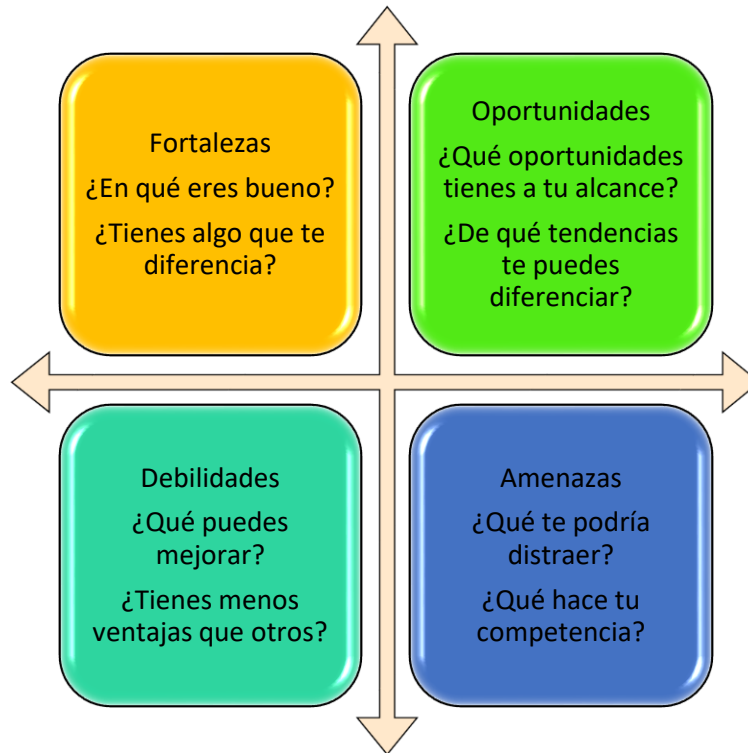 Fortalezas
¿En qué eres bueno?
¿Tienes algo que te
diferencia?
Oportunidades
¿Qué oportunidades
tienes a tu alcance?
¿De qué tendencias
te puedes
diferenciar?
Debilidades
¿Qué puedes
mejorar?
¿Tienes menos
ventajas que otros?
Amenazas
¿Qué te podría
distraer?
¿Qué hace tu
competencia?